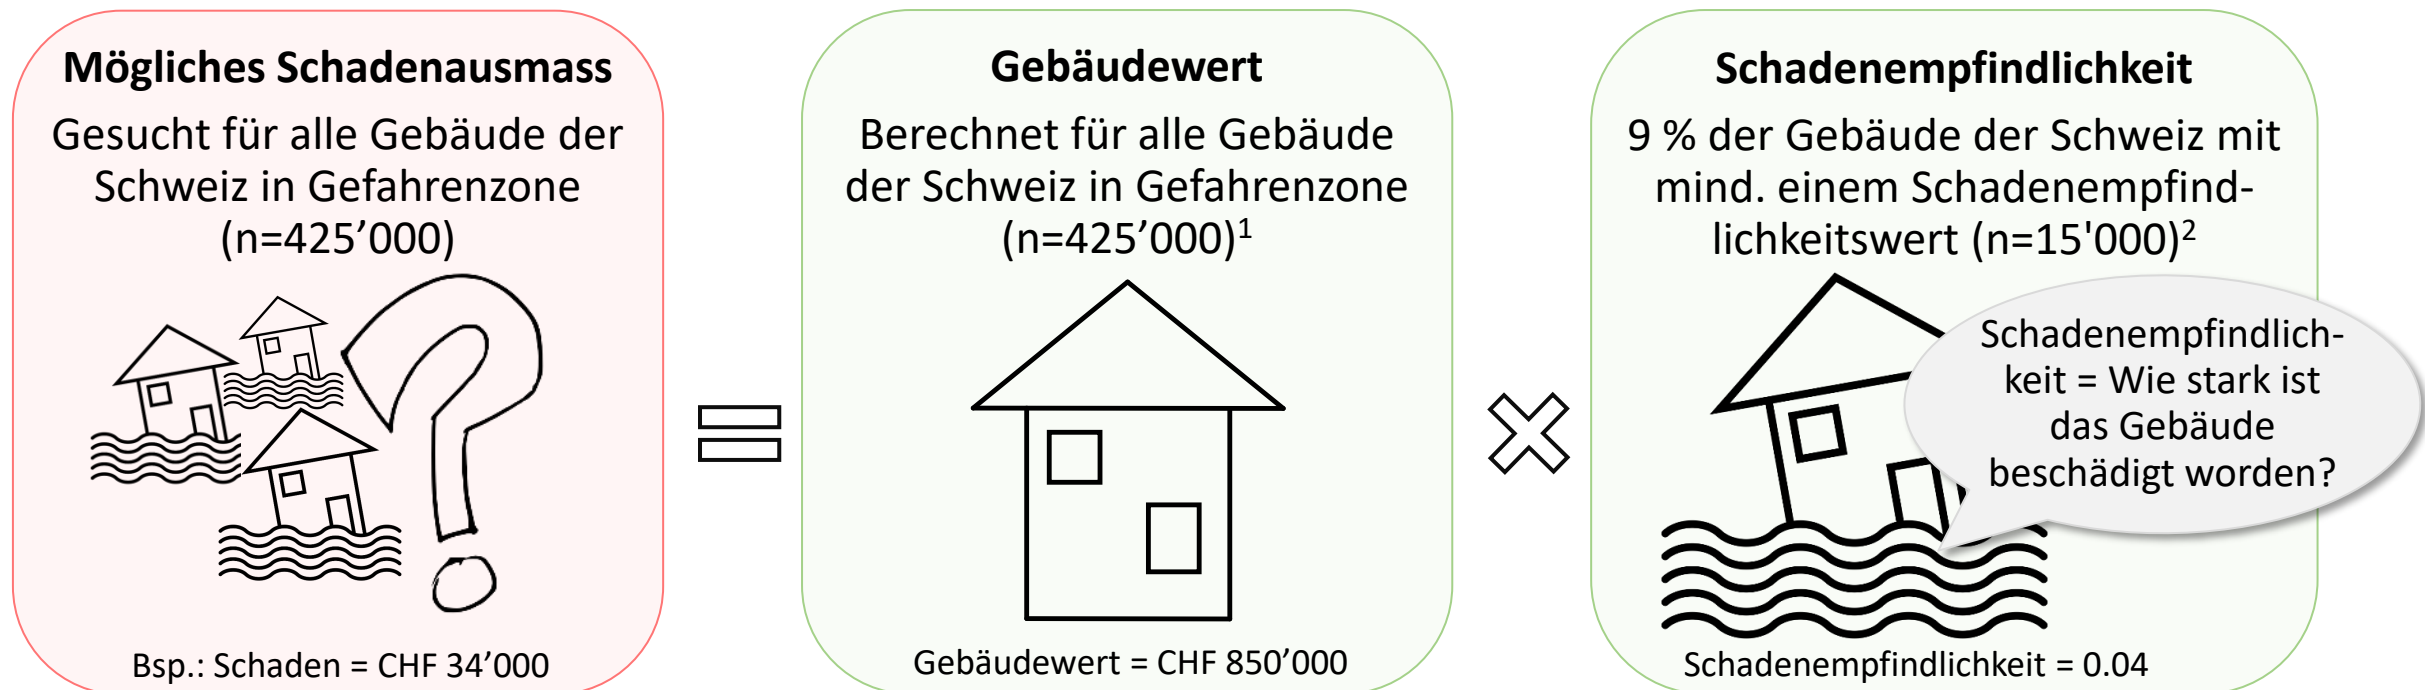 Mögliches Schadenausmass
Gesucht für alle Gebäude der
Schweiz in Gefahrenzone
(n=425’000)
Bsp.: Schaden = CHF 34’000
Gebäudewert
Berechnet für alle Gebäude
der Schweiz in Gefahrenzone
(n=425’000)¹
Gebäudewert = CHF 850’000
Schadenempfindlichkeit
9 % der Gebäude der Schweiz mit
mind. einem Schadenempfind-
lichkeitswert (n=15'000)²
Schadenempfindlich-
keit = Wie stark ist
das Gebäude
beschädigt worden?
Schadenempfindlichkeit = 0.04